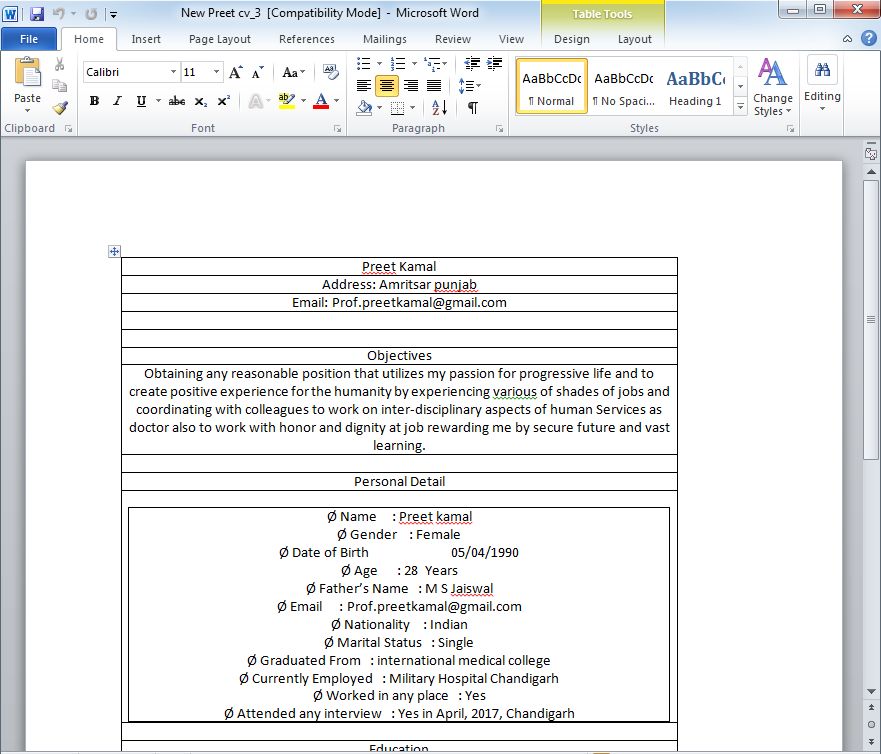 New Preet cv_3 [Compatibility Mode] - Microsoft Word
Table Tools
File Home Insert Page Layout References Mailings Review View Design Layout
Paste
Calibri 11
AaBbCcDc AaBbCcDc AaBbC
¶ Normal ¶ No Spaci... Heading 1
Change Styles
Editing
Clipboard Font Paragraph Styles
Preet Kamal
Address: Amritsar punjab
Email: Prof.preetkamal@gmail.com
Objectives
Obtaining any reasonable position that utilizes my passion for progressive life and to
create positive experience for the humanity by experiencing various of shades of jobs and
coordinating with colleagues to work on inter-disciplinary aspects of human Services as
doctor also to work with honor and dignity at job rewarding me by secure future and vast
learning.
Personal Detail
Ø Name : Preet kamal
Ø Gender : Female
Ø Date of Birth 05/04/1990
Ø Age : 28 Years
Ø Father’s Name : M S Jaiswal
Ø Email : Prof.preetkamal@gmail.com
Ø Nationality : Indian
Ø Marital Status : Single
Ø Graduated From : international medical college
Ø Currently Employed : Military Hospital Chandigarh
Ø Worked in any place : Yes
Ø Attended any interview : Yes in April, 2017, Chandigarh
Education